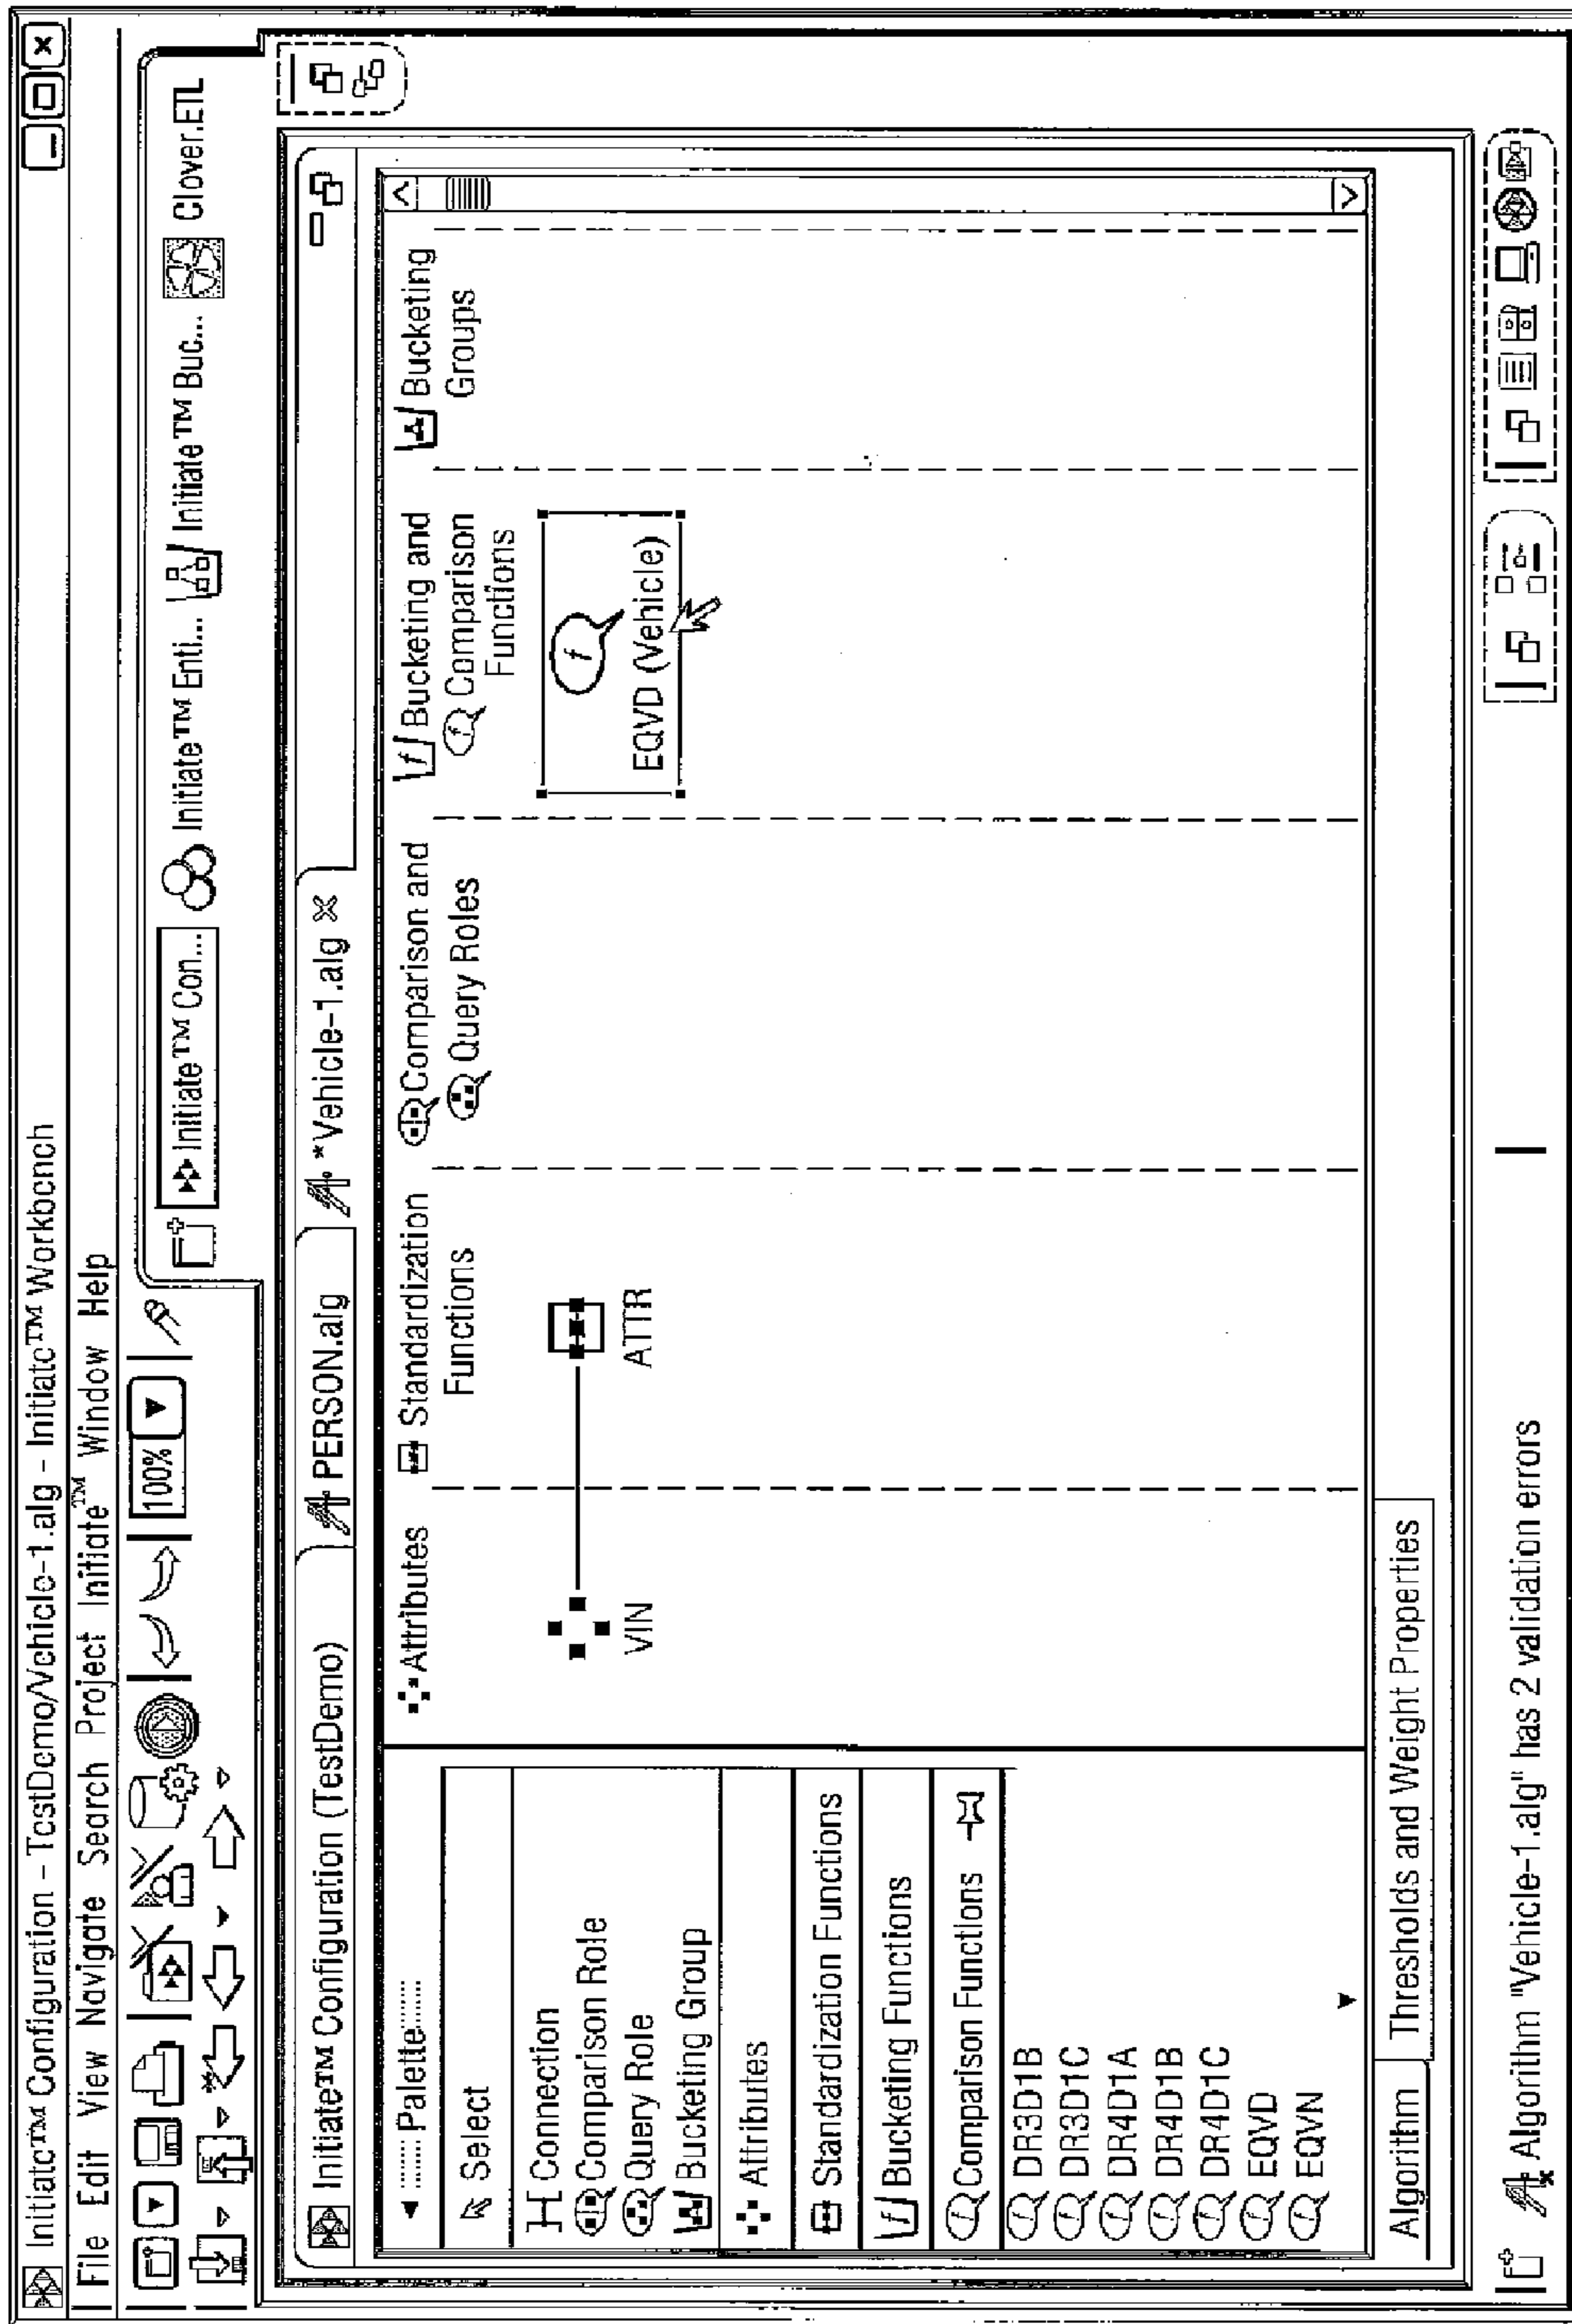 Initiate™ Configuration - TestDemo/Vehicle-1.alg - Initiate™ Workbench
File Edit View Navigate Search Project Initiate™ Window Help
100%
Initiate™ Con... Initiate™ Enti... Initiate™ Buc... Clover.ETL
Initiate™ Configuration (TestDemo) PERSON.alg *Vehicle-1.alg
Palette
Select
Connection
Comparison Role
Query Role
Bucketing Group
Attributes
Standardization Functions
Bucketing Functions
Comparison Functions
DR3D1B
DR3D1C
DR4D1A
DR4D1B
DR4D1C
EQVD
EQVN
Attributes
Standardization
Functions
Comparison and
Query Roles
Bucketing and
Comparison
Functions
Bucketing
Groups
VIN
ATTR
EQVD (Vehicle)
Algorithm Thresholds and Weight Properties
Algorithm "Vehicle-1.alg" has 2 validation errors